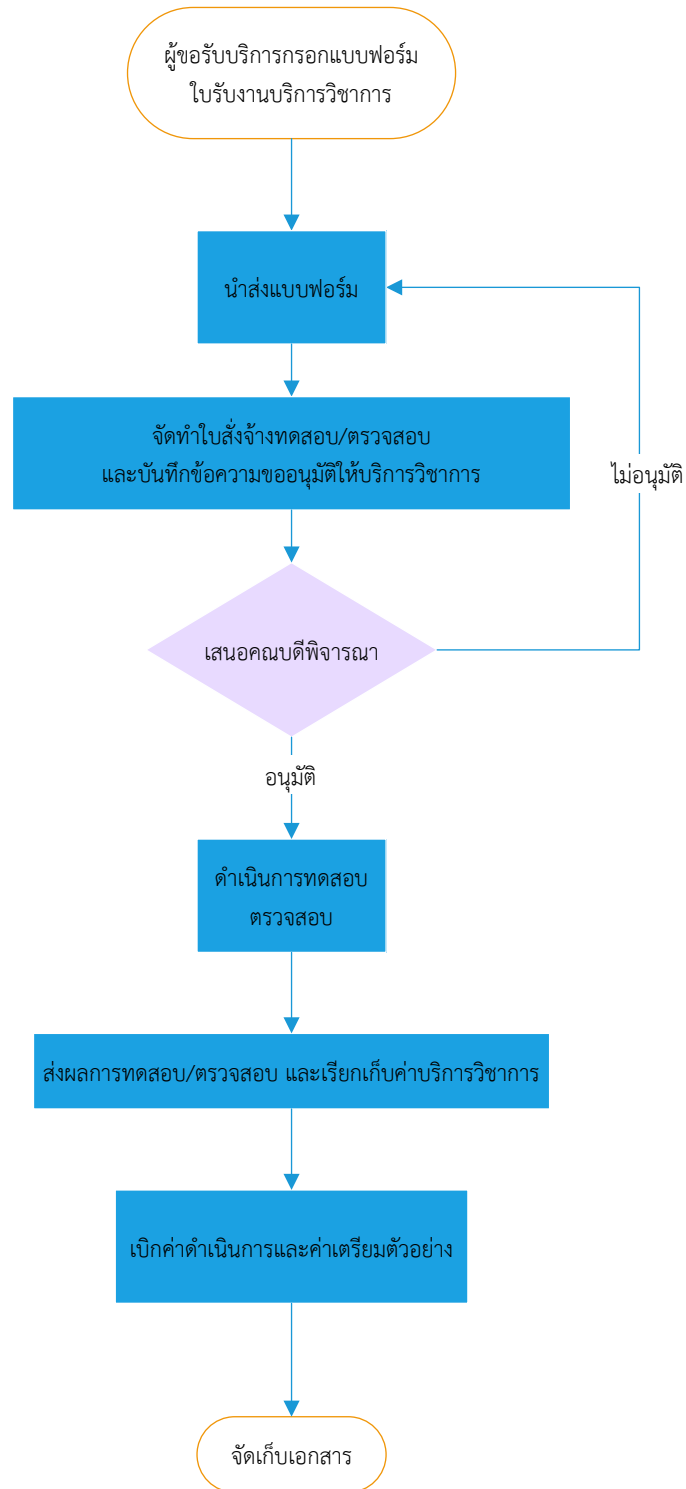 ผู้ขอรับบริการกรอกแบบฟอร์ม
ใบรับงานบริการวิชาการ
นำส่งแบบฟอร์ม
จัดทำใบสั่งจ้างทดสอบ/ตรวจสอบ
และบันทึกข้อความขออนุมัติให้บริการวิชาการ
ไม่อนุมัติ
เสนอคณบดีพิจารณา
อนุมัติ
ดำเนินการทดสอบ
ตรวจสอบ
ส่งผลการทดสอบ/ตรวจสอบ และเรียกเก็บค่าบริการวิชาการ
เบิกค่าดำเนินการและค่าเตรียมตัวอย่าง
จัดเก็บเอกสาร